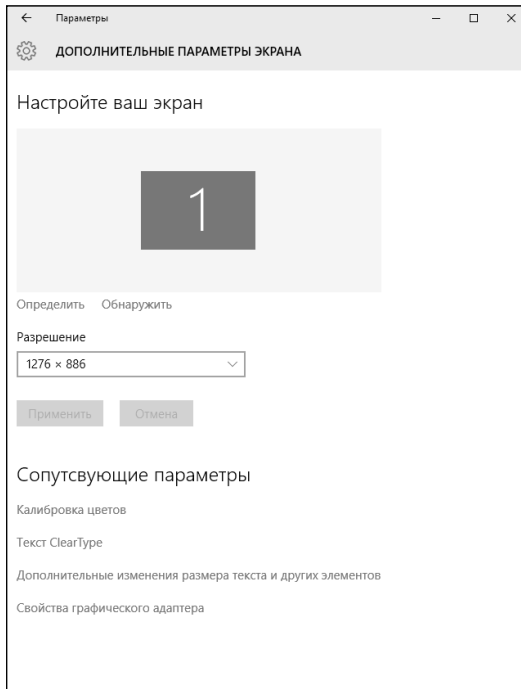 Параметры
ДОПОЛНИТЕЛЬНЫЕ ПАРАМЕТРЫ ЭКРАНА
Настройте ваш экран
1
Определить Обнаружить
Разрешение
1276 × 886
Применить Отмена
Сопутсвующие параметры
Калибровка цветов
Текст ClearType
Дополнительные изменения размера текста и других элементов
Свойства графического адаптера